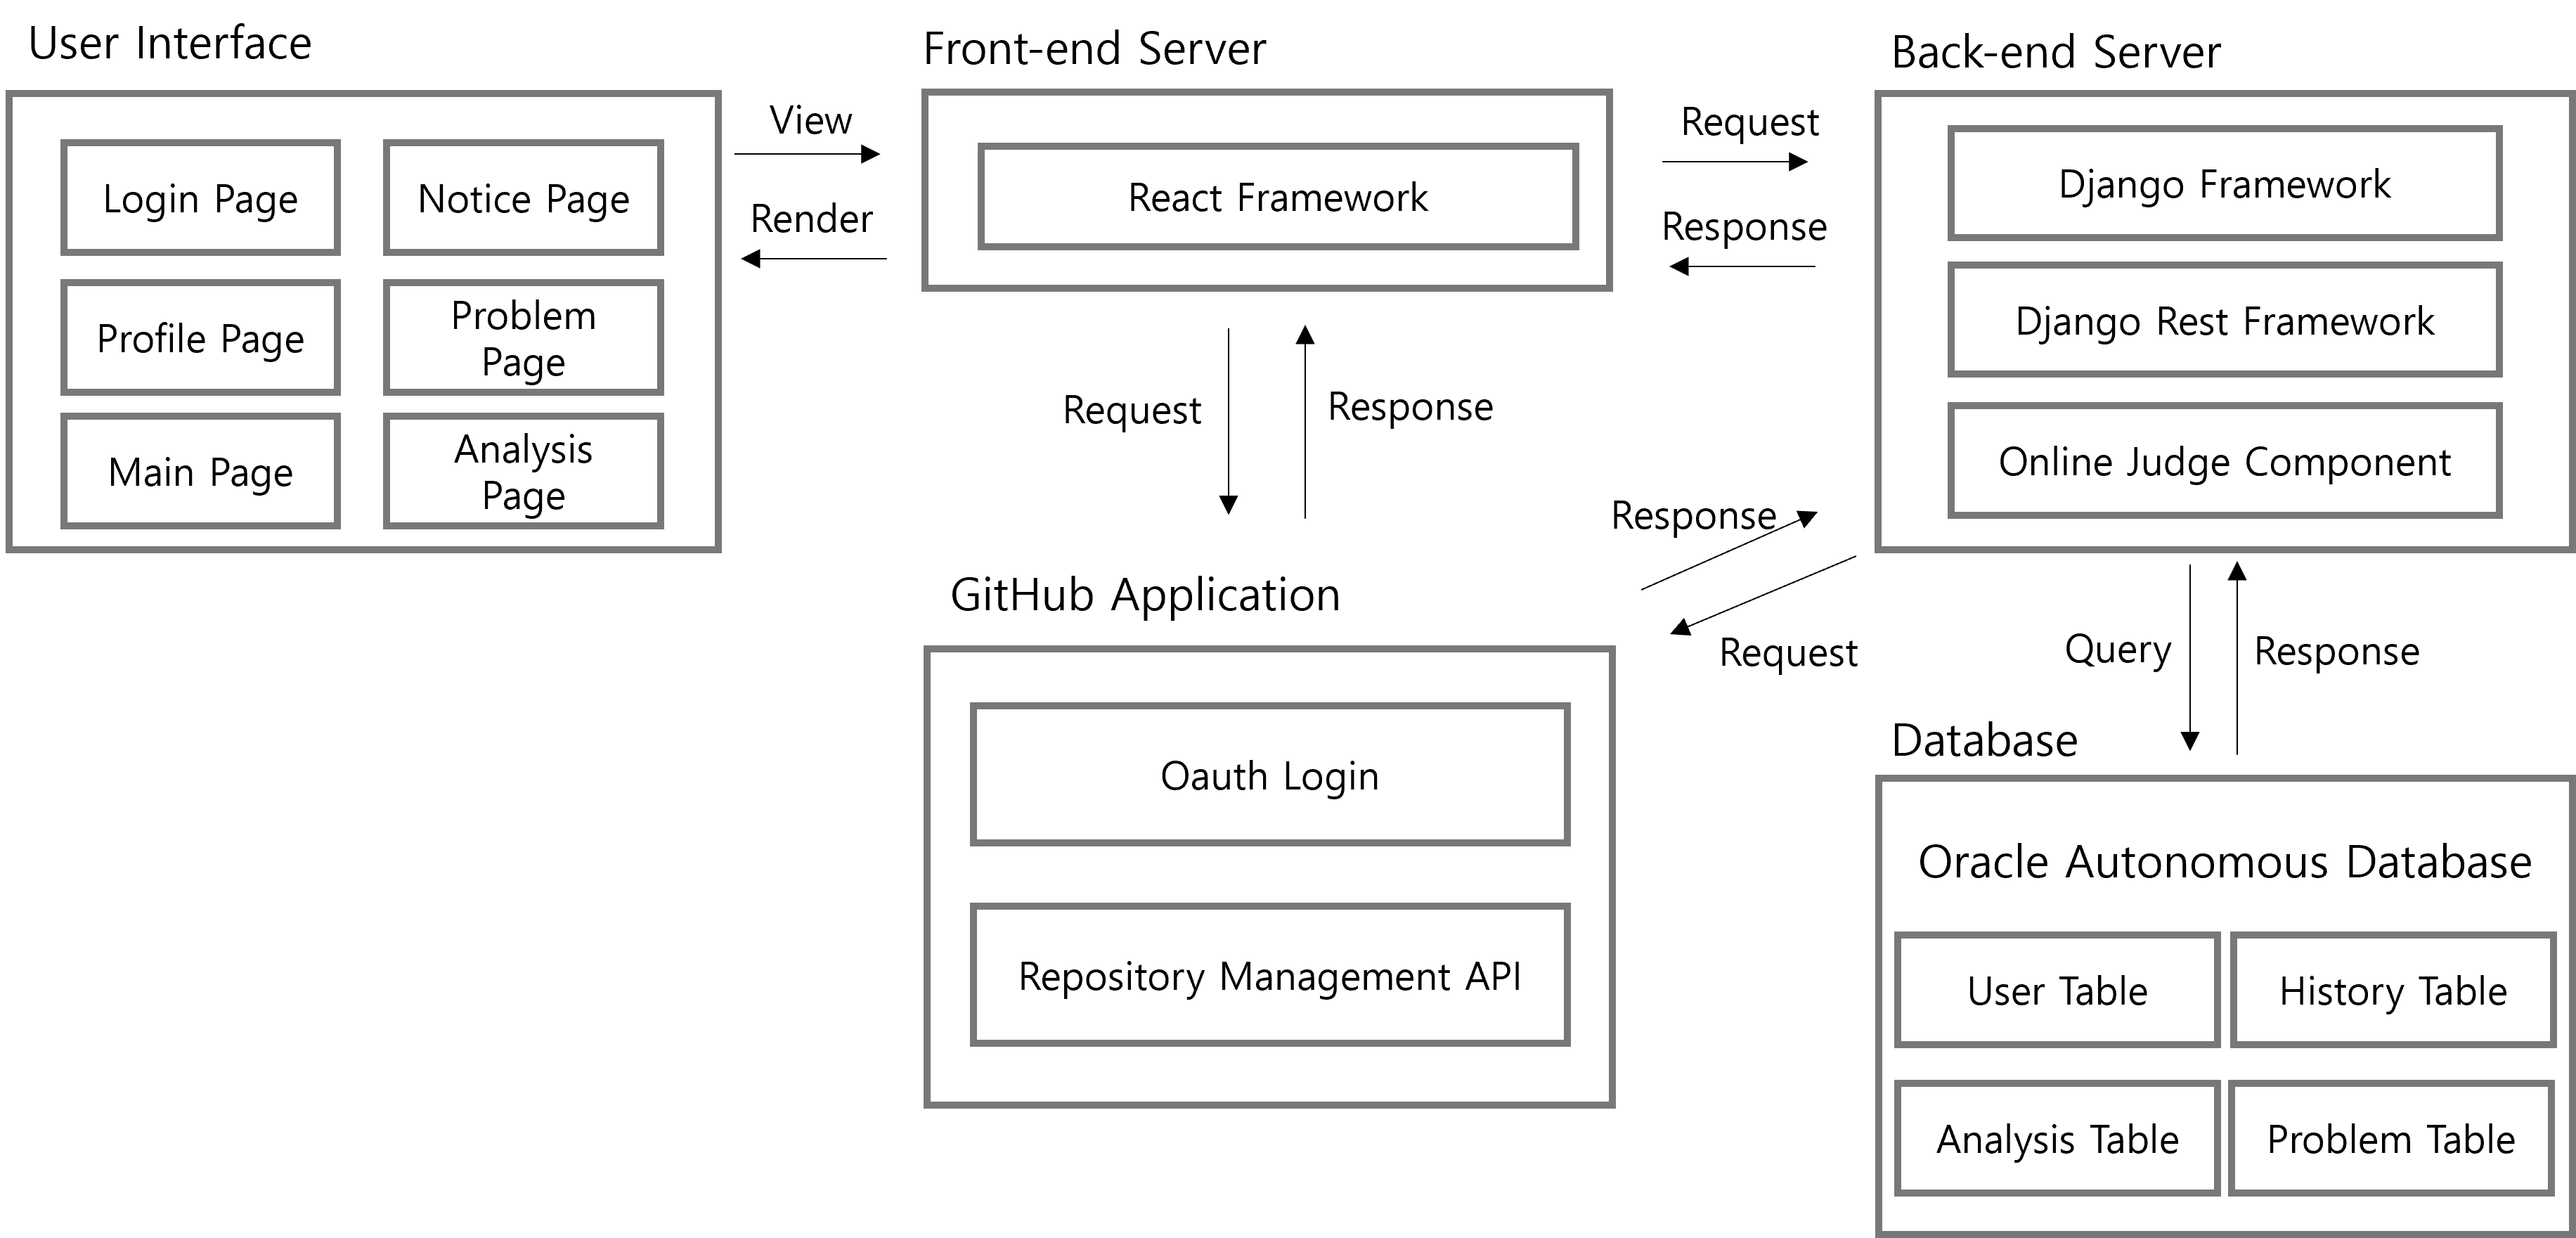 User Interface
Login Page
Notice Page
Profile Page
Problem
Page
Main Page
Analysis
Page
View
Render
Front-end Server
React Framework
Request
Response
Back-end Server
Django Framework
Django Rest Framework
Online Judge Component
Request
Response
Response
Request
GitHub Application
Oauth Login
Repository Management API
Query
Response
Database
Oracle Autonomous Database
User Table
History Table
Analysis Table
Problem Table